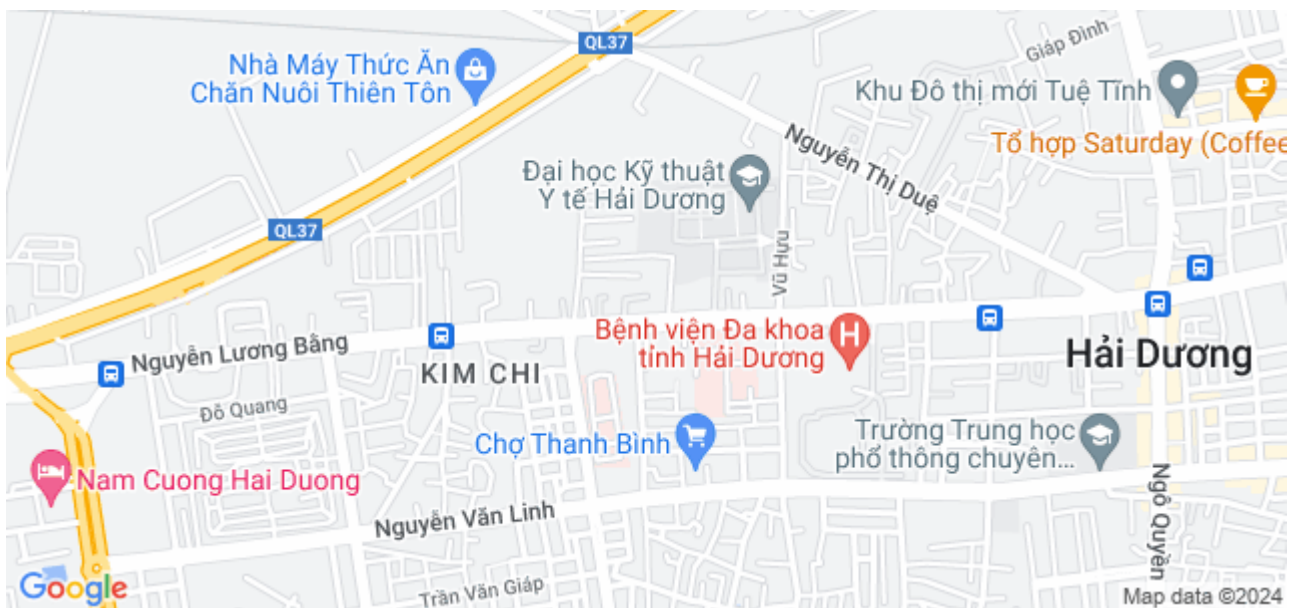 QL37
Giáp Đình
Nhà Máy Thức Ăn
Chăn Nuôi Thiên Tôn
Khu Đô thị mới Tuệ Tĩnh
Tổ hợp Saturday (Coffee
Nguyễn Thị Duệ
Đại học Kỹ thuật
Y tế Hải Dương
QL37
Vũ Hựu
Bệnh viện Đa khoa
tỉnh Hải Dương
Nguyễn Lương Bằng
KIM CHI
Hải Dương
Đỗ Quang
Chợ Thanh Bình
Trường Trung học
phổ thông chuyên...
Nam Cuong Hai Duong
Ngô Quyền
Nguyễn Văn Linh
Trần Văn Giáp
Google
Map data ©2024